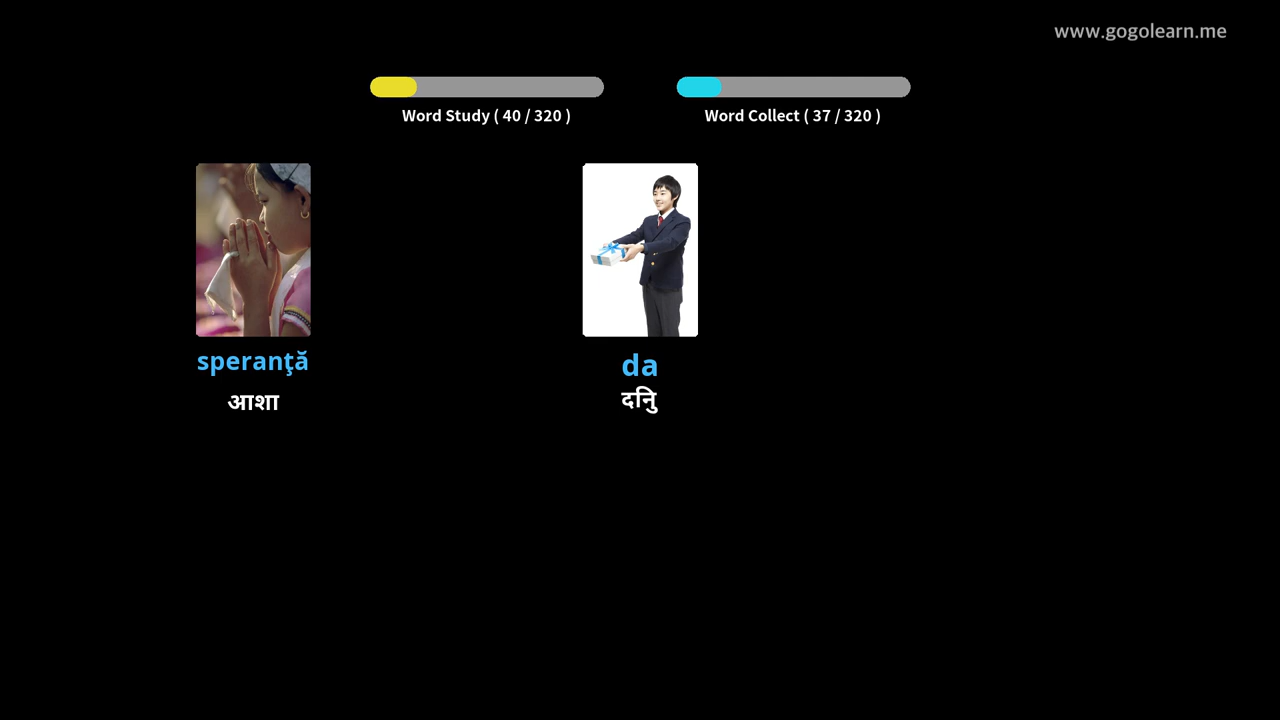 www.gogolearn.me
Word Study ( 40 / 320 )
Word Collect ( 37 / 320 )
speranţă
आशा
da
दिनु